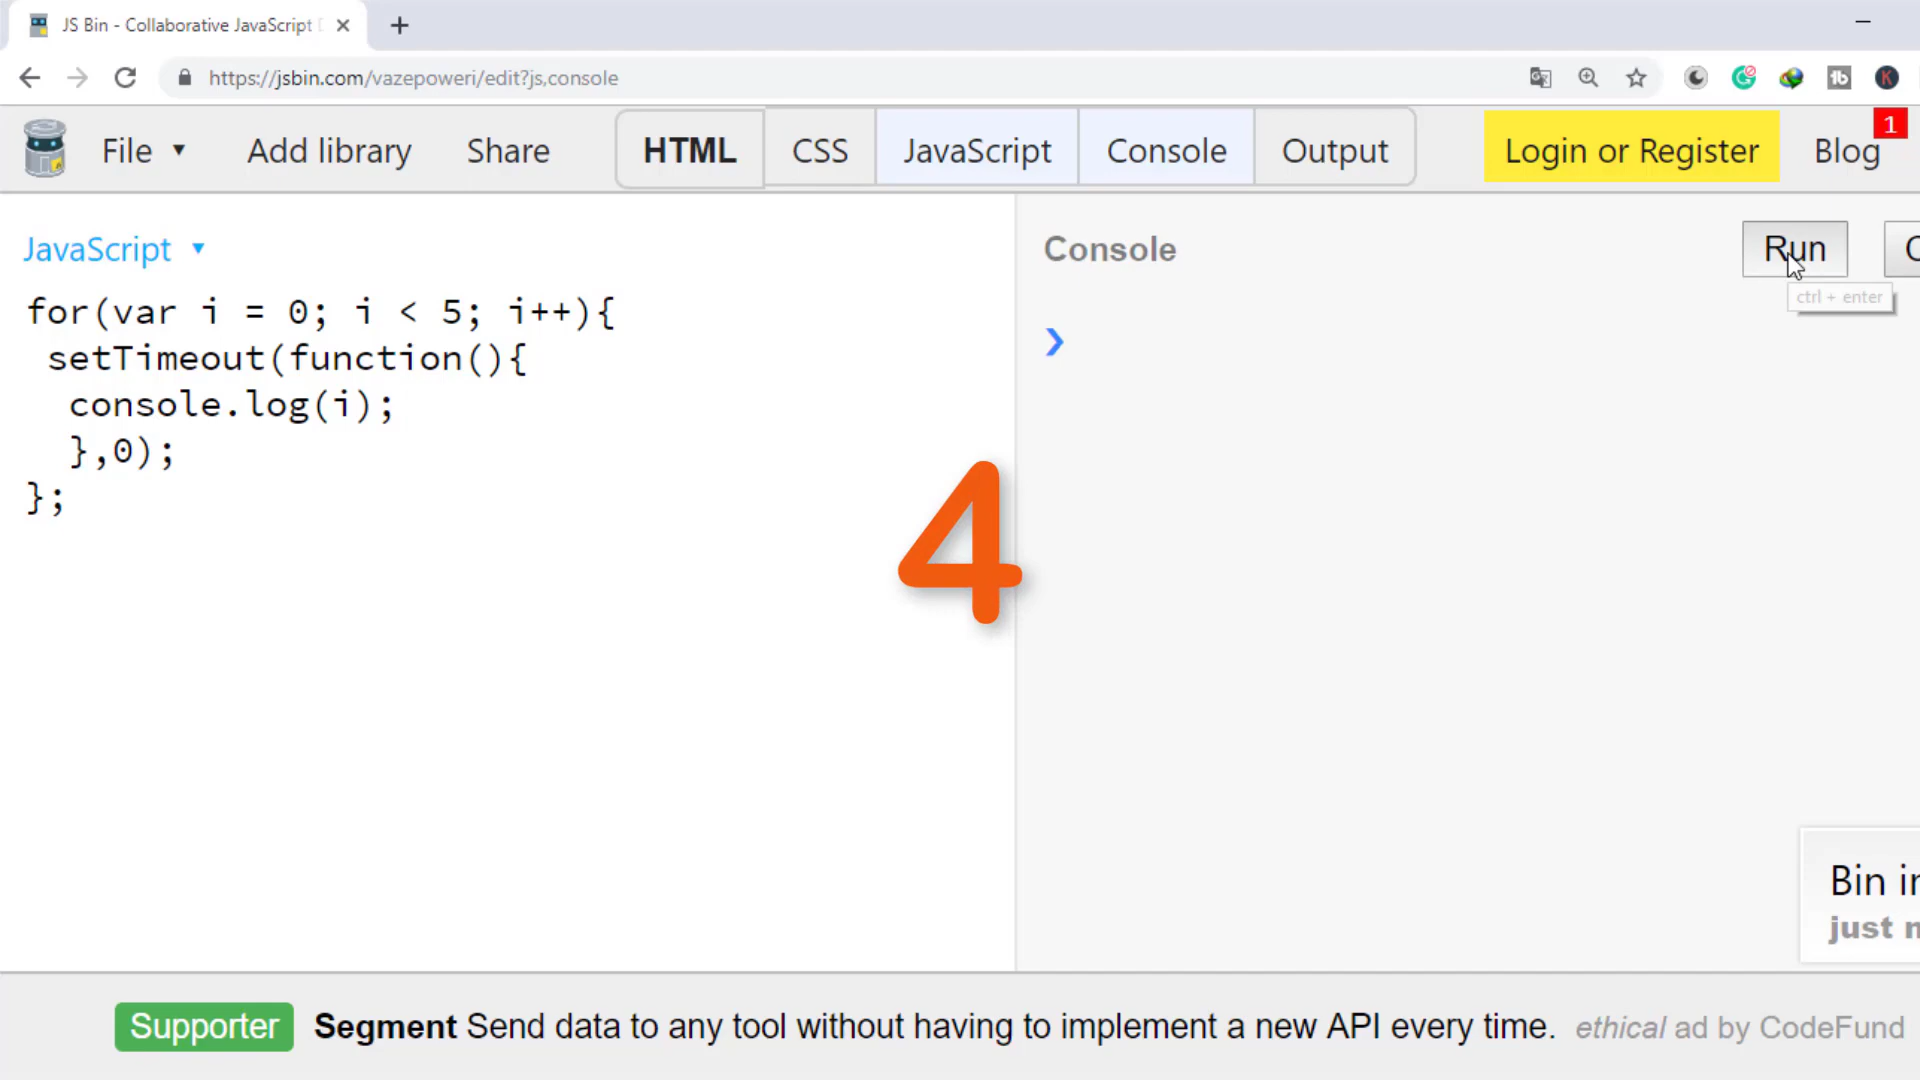 JS Bin - Collaborative JavaScript
https://jsbin.com/vazepoweri/edit?js,console
File ▼ Add library Share HTML CSS JavaScript Console Output Login or Register Blog 1
JavaScript ▼
Console
Run
ctrl + enter
for(var i = 0; i < 5; i++){
setTimeout(function(){
console.log(i);
},0);
};
❯
4
Bin
just
Supporter Segment Send data to any tool without having to implement a new API every time. ethical ad by CodeFund